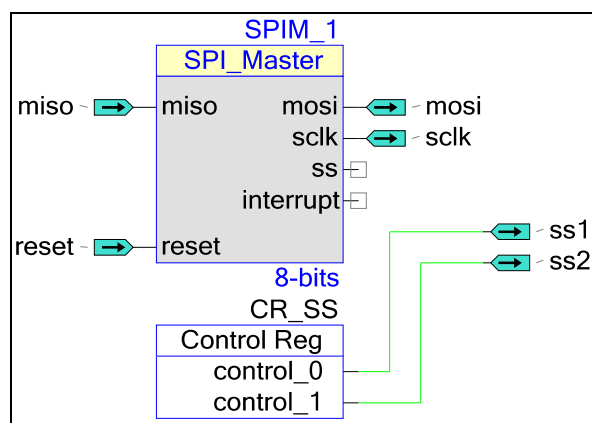 SPIM_1
SPI_Master
miso miso mosi mosi
sclk sclk
ss
interrupt
reset reset
ss1
ss2
8-bits
CR_SS
Control Reg
control_0
control_1